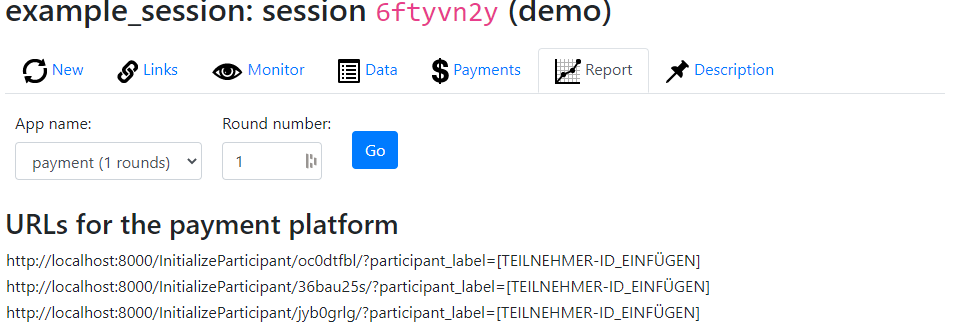 example_session: session 6ftyvn2y (demo)
New Links Monitor Data Payments Report Description
App name: Round number:
payment (1 rounds) 1 Go
URLs for the payment platform
http://localhost:8000/InitializeParticipant/oc0dtfbl/?participant_label=[TEILNEHMER-ID_EINFÜGEN]
http://localhost:8000/InitializeParticipant/36bau25s/?participant_label=[TEILNEHMER-ID_EINFÜGEN]
http://localhost:8000/InitializeParticipant/jyb0grlg/?participant_label=[TEILNEHMER-ID_EINFÜGEN]